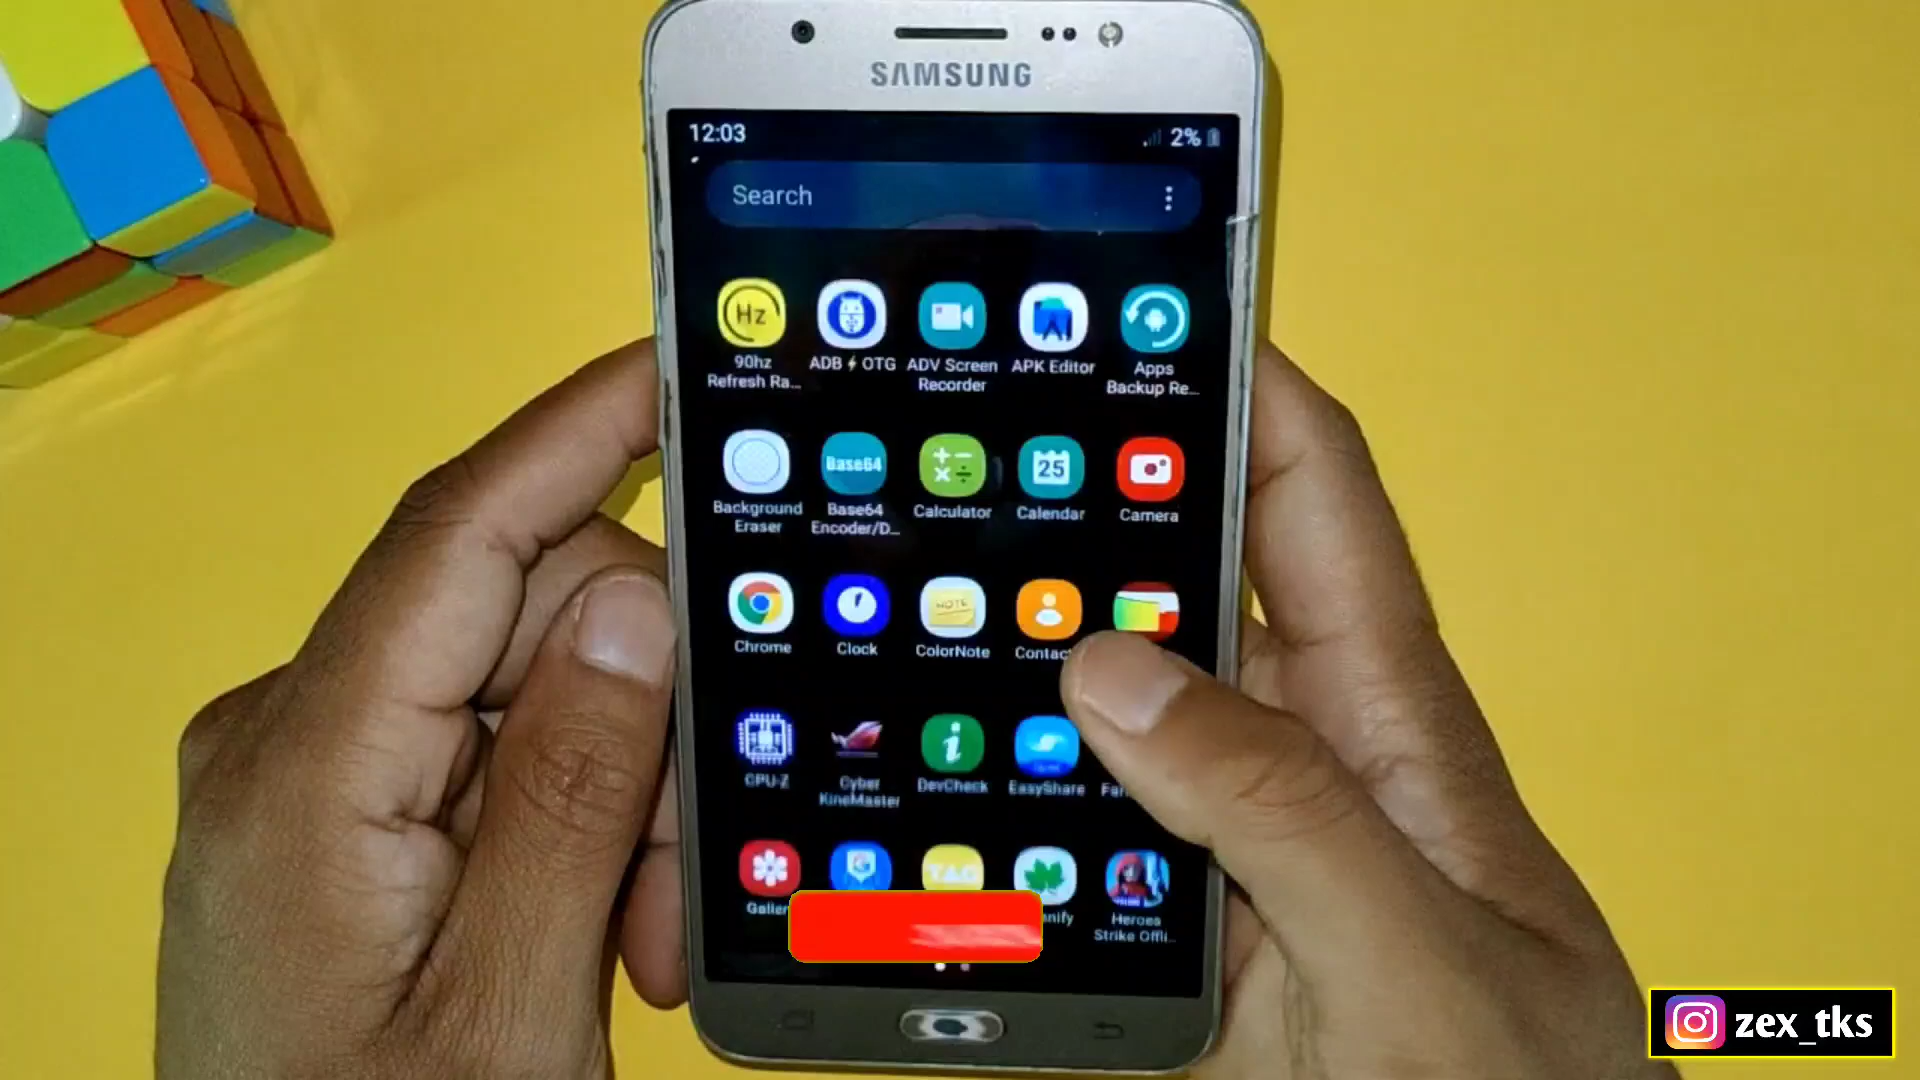 SAMSUNG
12:03 2%
Search
Hz
90hz
Refresh Ra...
ADB⚡OTG
ADV Screen
Recorder
APK Editor
Apps
Backup Re...
Background
Eraser
Base64
Base64
Encoder/D...
Calculator
25
Calendar
Camera
Chrome
Clock
NOTE
ColorNote
Contac
CPU-Z
Cyber
KineMaster
DevCheck
EasyShare
Heroes
Strike Offli...
zex_tks